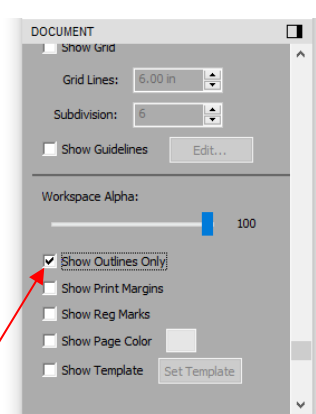 DOCUMENT
Show Grid
Grid Lines: 6.00 in
Subdivision: 6
Show Guidelines Edit...
Workspace Alpha:
100
Show Outlines Only
Show Print Margins
Show Reg Marks
Show Page Color
Show Template Set Template